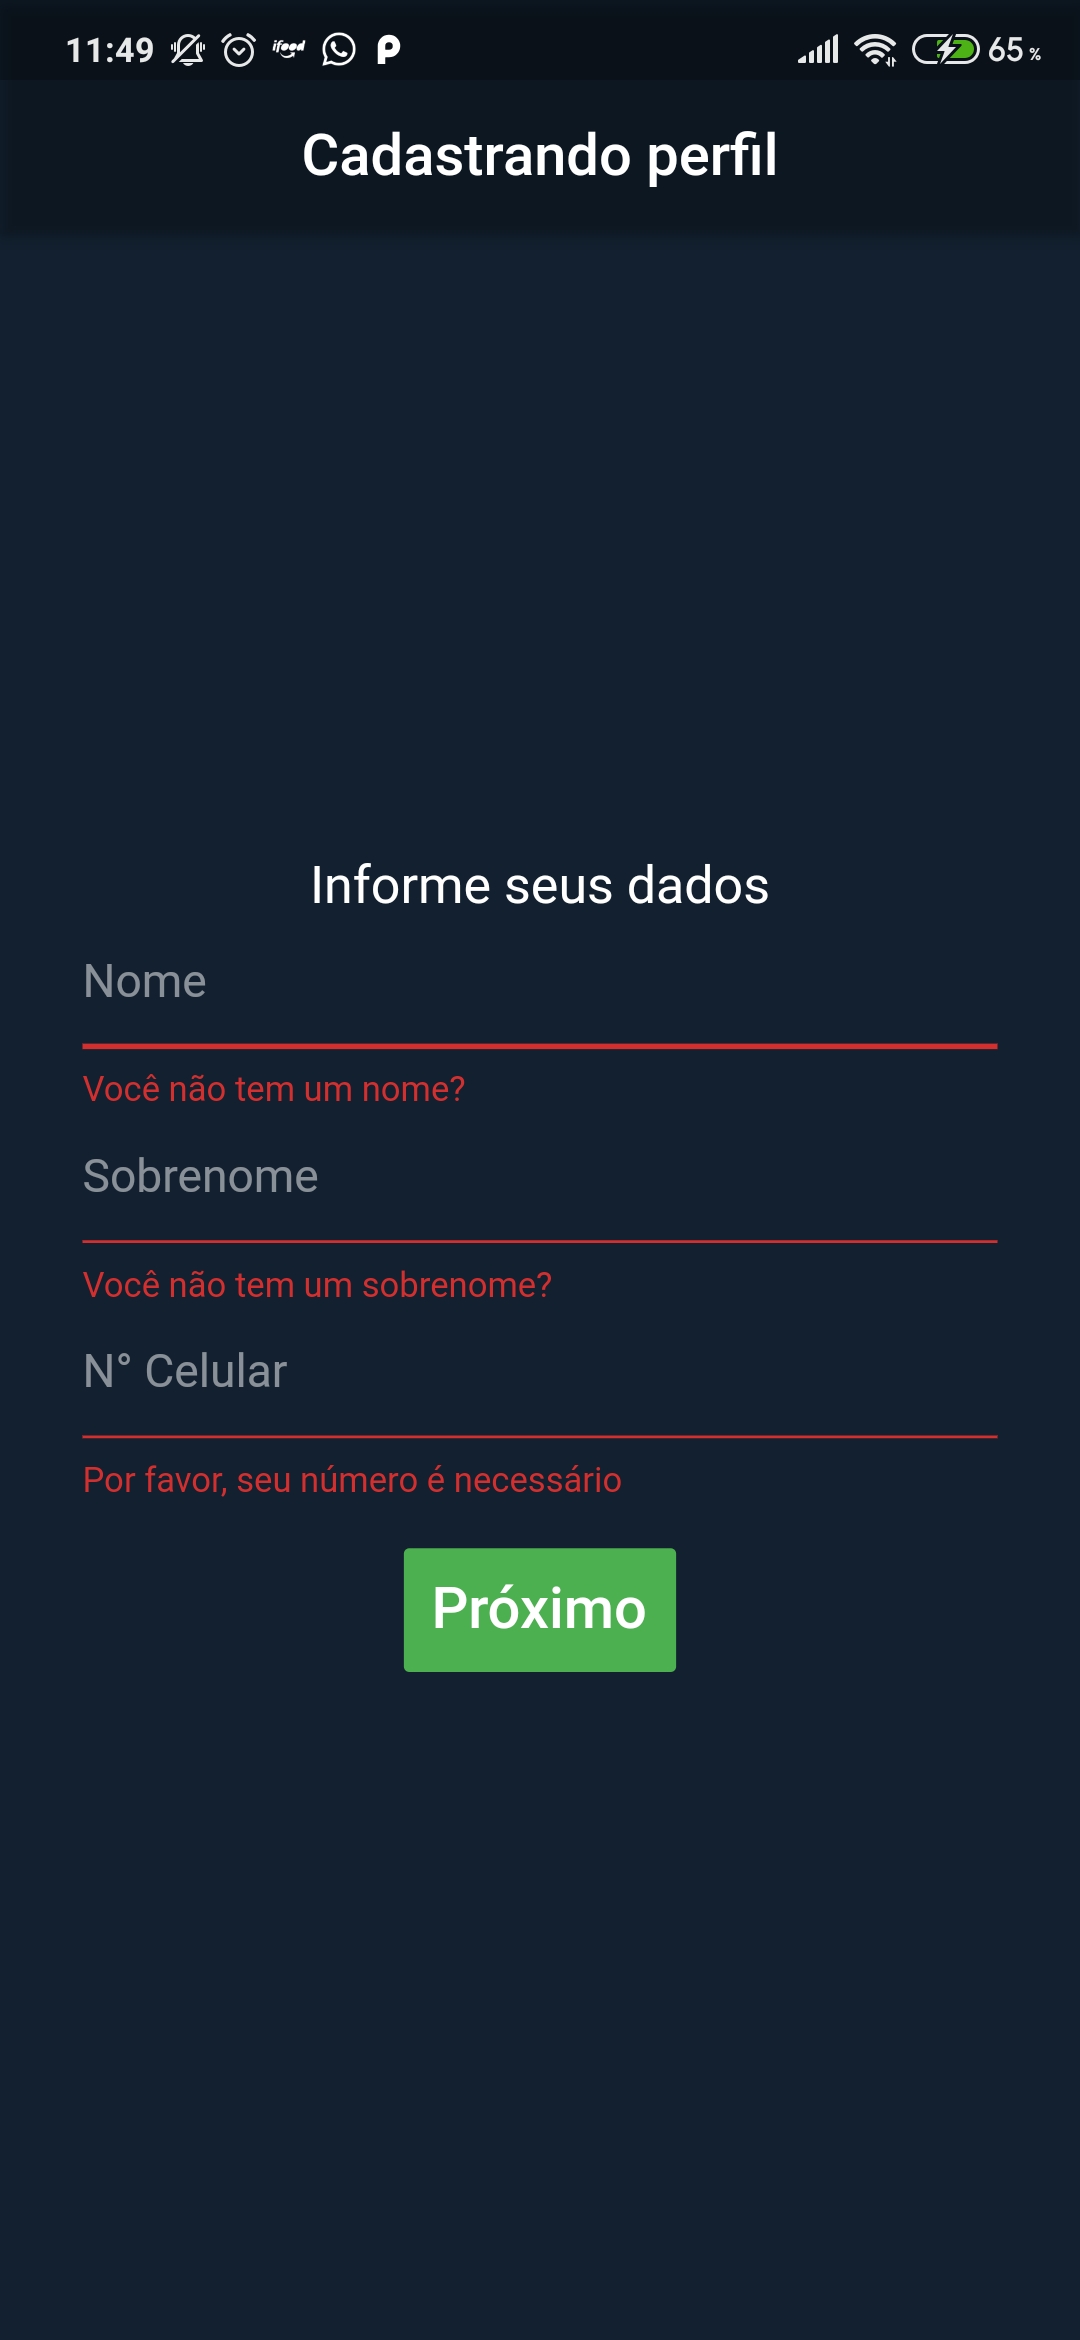 11:49 ifood 65 %
Cadastrando perfil
Informe seus dados
Nome
Você não tem um nome?
Sobrenome
Você não tem um sobrenome?
N° Celular
Por favor, seu número é necessário
Próximo